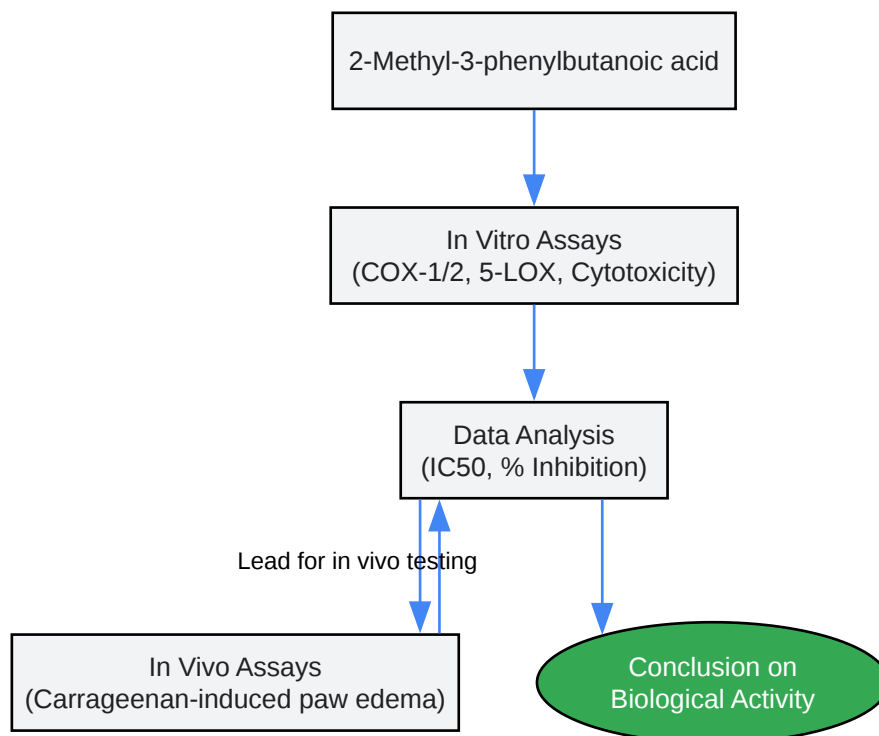 2-Methyl-3-phenylbutanoic acid
In Vitro Assays
(COX-1/2, 5-LOX, Cytotoxicity)
Data Analysis
(IC50, % Inhibition)
Lead for in vivo testing
In Vivo Assays
(Carrageenan-induced paw edema)
Conclusion on
Biological Activity